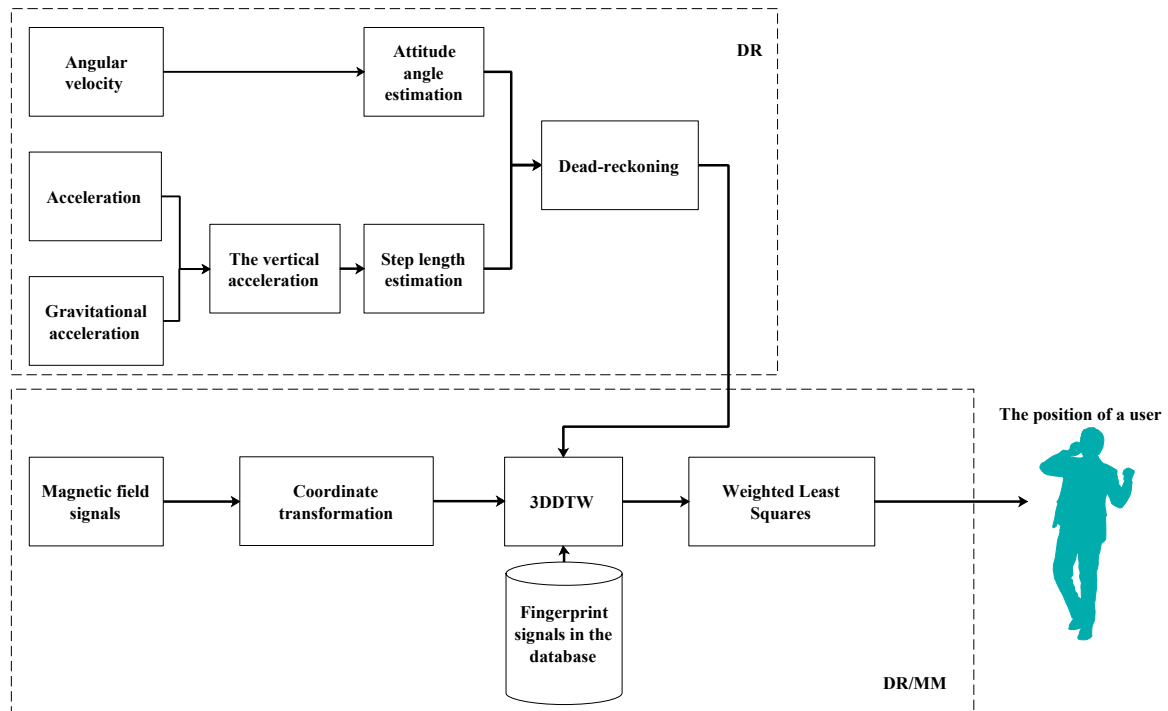 DR
Angular
velocity
Attitude
angle
estimation
Dead-reckoning
Acceleration
The vertical
acceleration
Step length
estimation
Gravitational
acceleration
The position of a user
Magnetic field
signals
Coordinate
transformation
3DDTW
Weighted Least
Squares
Fingerprint
signals in the
database
DR/MM